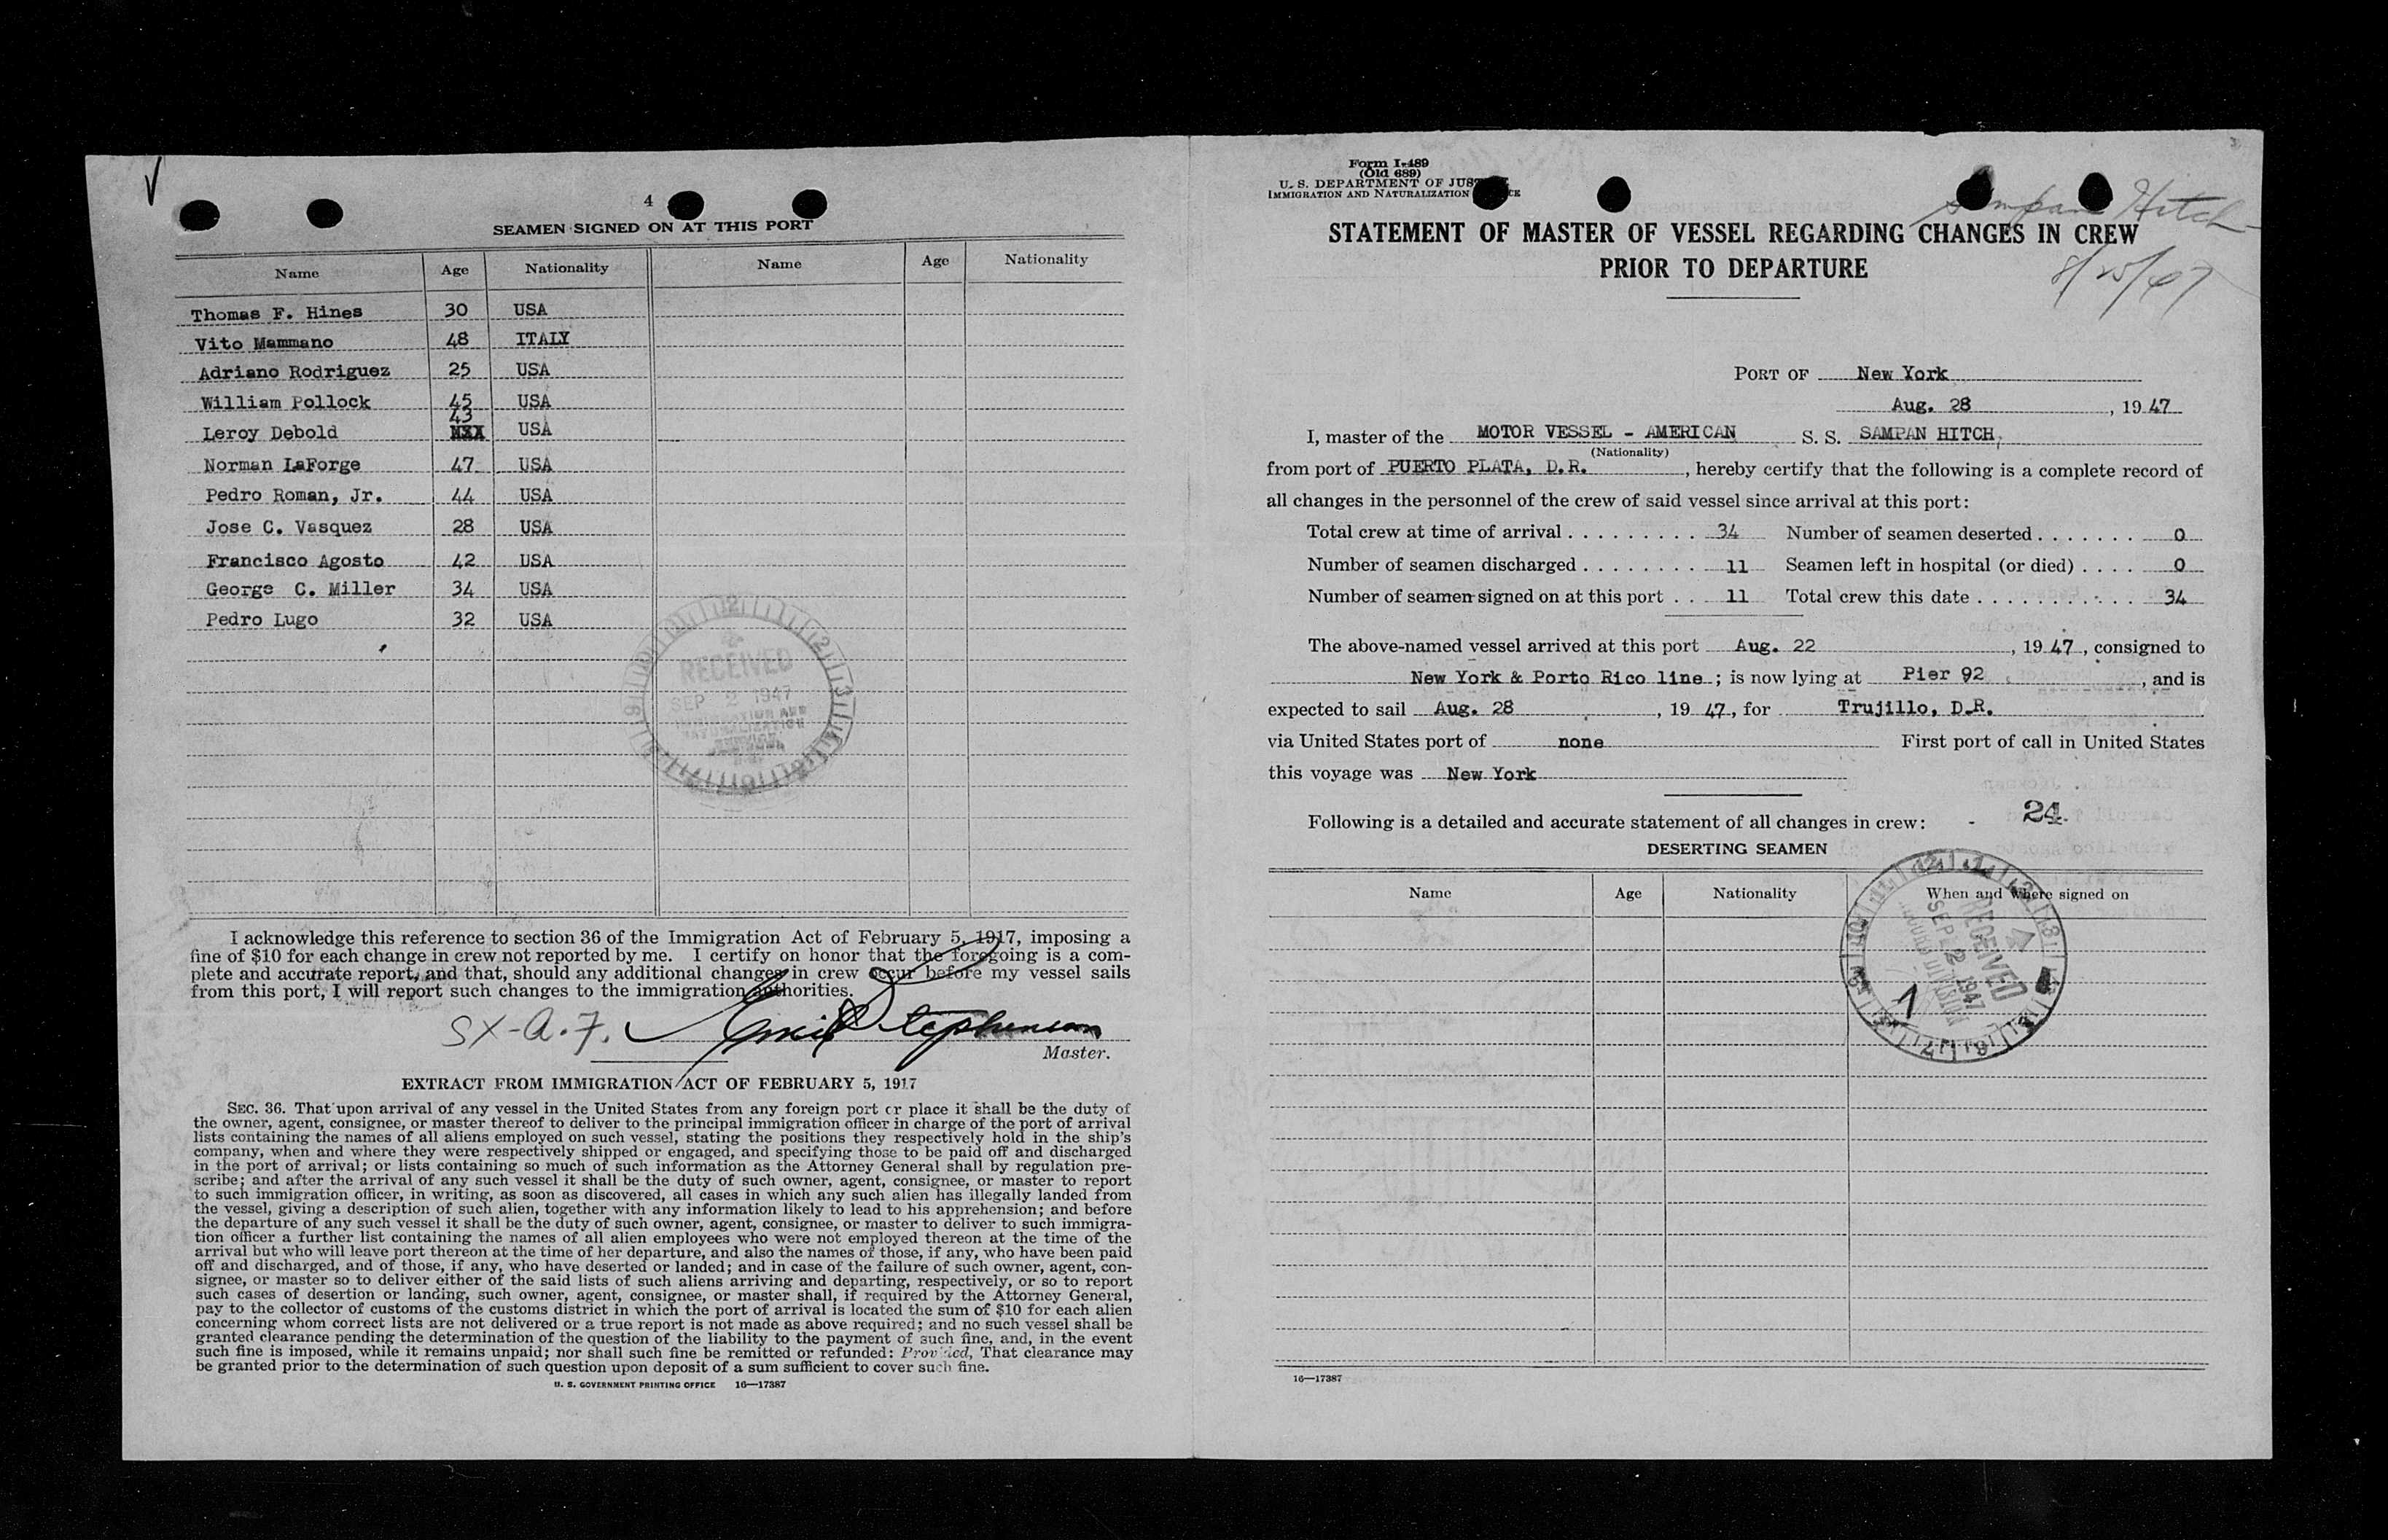 4
SEAMEN SIGNED ON AT THIS PORT
Name Age Nationality Name Age Nationality
Thomas F. Hines 30 USA
Vito Mammano 48 ITALY
Adriano Rodriguez 25 USA
William Pollock 45 USA
43
Leroy Debold USA
Norman LaForge 47 USA
Pedro Roman, Jr. 44 USA
Jose C. Vasquez 28 USA
Francisco Agosto 42 USA
George C. Miller 34 USA
Pedro Lugo 32 USA
RECEIVED
SEP 2 1947
IMMIGRATION AND
NATURALIZATION
SERVICE
I acknowledge this reference to section 36 of the Immigration Act of February 5, 1917, imposing a
fine of $10 for each change in crew not reported by me. I certify on honor that the foregoing is a com-
plete and accurate report, and that, should any additional changes in crew occur before my vessel sails
from this port, I will report such changes to the immigration authorities.
SX-A.F. Emil Stephenson
Master.
EXTRACT FROM IMMIGRATION ACT OF FEBRUARY 5, 1917
SEC. 36. That upon arrival of any vessel in the United States from any foreign port or place it shall be the duty of
the owner, agent, consignee, or master thereof to deliver to the principal immigration officer in charge of the port of arrival
lists containing the names of all aliens employed on such vessel, stating the positions they respectively hold in the ship's
company, when and where they were respectively shipped or engaged, and specifying those to be paid off and discharged
in the port of arrival; or lists containing so much of such information as the Attorney General shall by regulation pre-
scribe; and after the arrival of any such vessel it shall be the duty of such owner, agent, consignee, or master to report
to such immigration officer, in writing, as soon as discovered, all cases in which any such alien has illegally landed from
the vessel, giving a description of such alien, together with any information likely to lead to his apprehension; and before
the departure of any such vessel it shall be the duty of such owner, agent, consignee, or master to deliver to such immigra-
tion officer a further list containing the names of all alien employees who were not employed thereon at the time of the
arrival but who will leave port thereon at the time of her departure, and also the names of those, if any, who have been paid
off and discharged, and of those, if any, who have deserted or landed; and in case of the failure of such owner, agent, con-
signee, or master so to deliver either of the said lists of such aliens arriving and departing, respectively, or so to report
such cases of desertion or landing, such owner, agent, consignee, or master shall, if required by the Attorney General,
pay to the collector of customs of the customs district in which the port of arrival is located the sum of $10 for each alien
concerning whom correct lists are not delivered or a true report is not made as above required; and no such vessel shall be
granted clearance pending the determination of the question of the liability to the payment of such fine, and, in the event
such fine is imposed, while it remains unpaid; nor shall such fine be remitted or refunded: Provided, That clearance may
be granted prior to the determination of such question upon deposit of a sum sufficient to cover such fine.
U. S. GOVERNMENT PRINTING OFFICE 16—17387
Form I-489
(Old 689)
U. S. DEPARTMENT OF JUS
IMMIGRATION AND NATURALIZATION CE
Sampan Hitch
8/25/47
STATEMENT OF MASTER OF VESSEL REGARDING CHANGES IN CREW
PRIOR TO DEPARTURE
PORT OF New York
Aug. 28, 1947
I, master of the MOTOR VESSEL - AMERICAN S. S. SAMPAN HITCH,
(Nationality)
from port of PUERTO PLATA, D.R., hereby certify that the following is a complete record of
all changes in the personnel of the crew of said vessel since arrival at this port:
Total crew at time of arrival . . . . . . . . . 34 Number of seamen deserted . . . . . . . 0
Number of seamen discharged . . . . . . . . 11 Seamen left in hospital (or died) . . . . 0
Number of seamen signed on at this port . . 11 Total crew this date . . . . . . . . . . . 34
The above-named vessel arrived at this port Aug. 22, 1947, consigned to
New York & Porto Rico line; is now lying at Pier 92, and is
expected to sail Aug. 28, 1947, for Trujillo, D.R.
via United States port of none First port of call in United States
this voyage was New York
Following is a detailed and accurate statement of all changes in crew: - 24
DESERTING SEAMEN
Name Age Nationality When and where signed on
RECEIVED
SEP 2 1947
DIVISION
16—17387